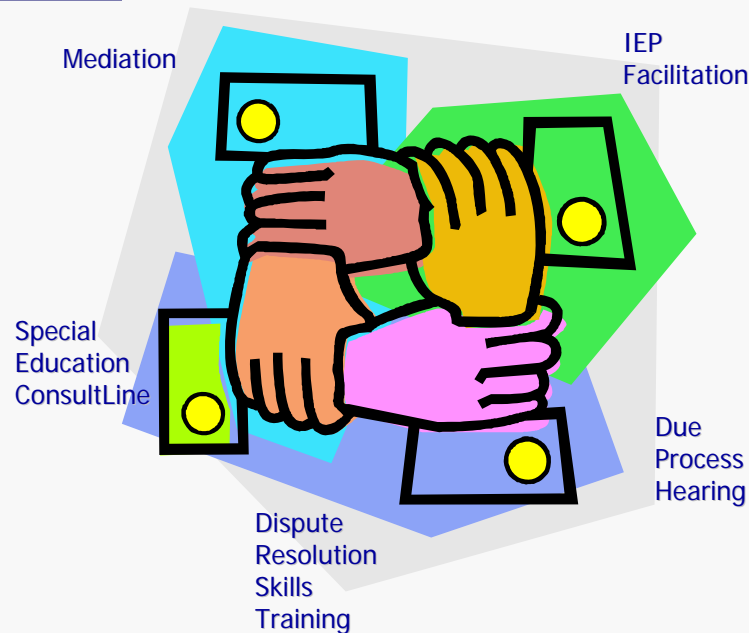 Mediation
IEP
Facilitation
Special
Education
ConsultLine
Due
Process
Hearing
Dispute
Resolution
Skills
Training